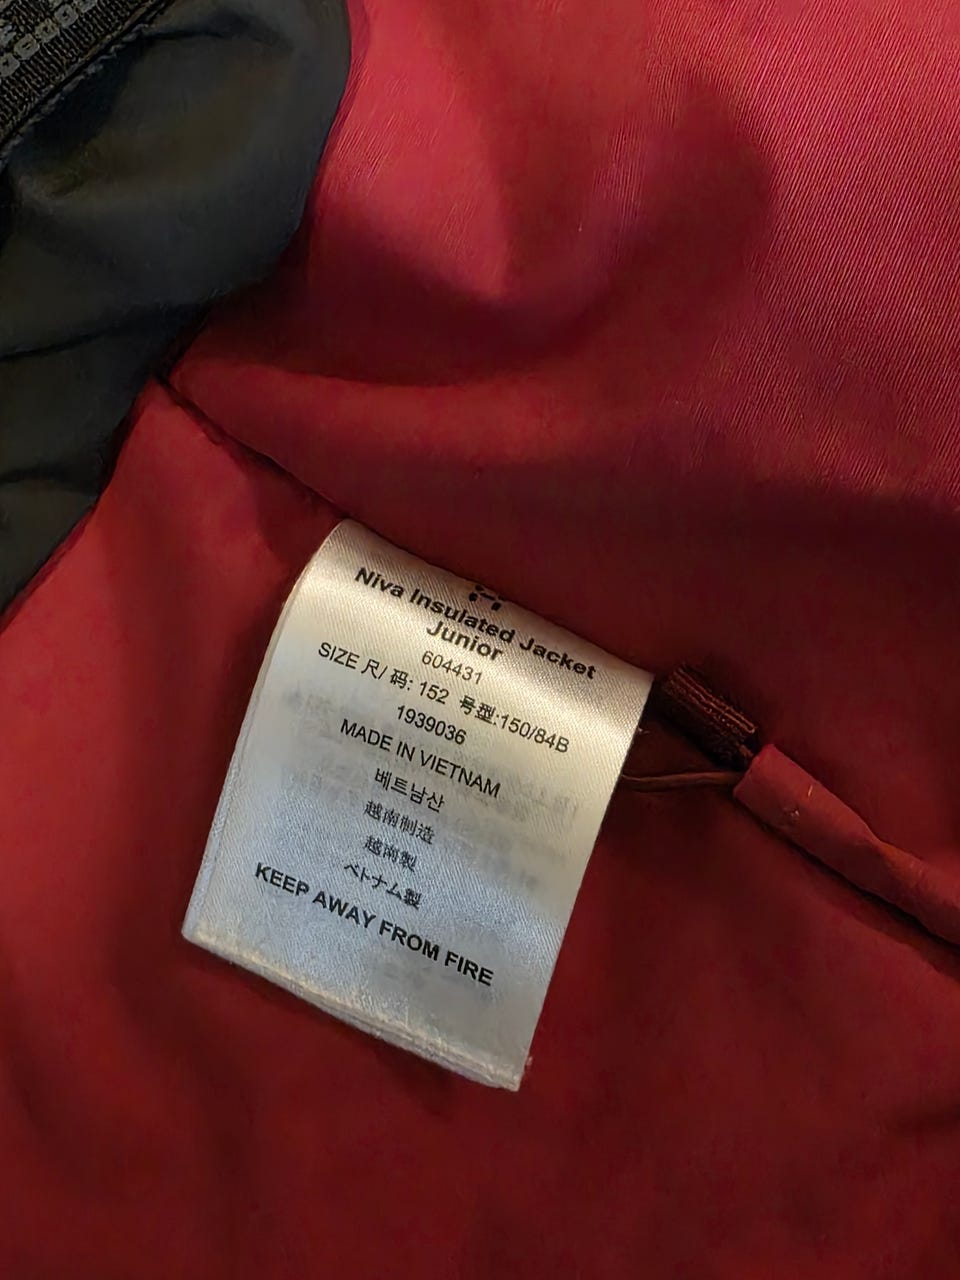 Niva Insulated Jacket
Junior
604431
SIZE 尺/ 码: 152 号型:150/84B
1939036
MADE IN VIETNAM
베트남산
越南制造
越南製
ベトナム製
KEEP AWAY FROM FIRE